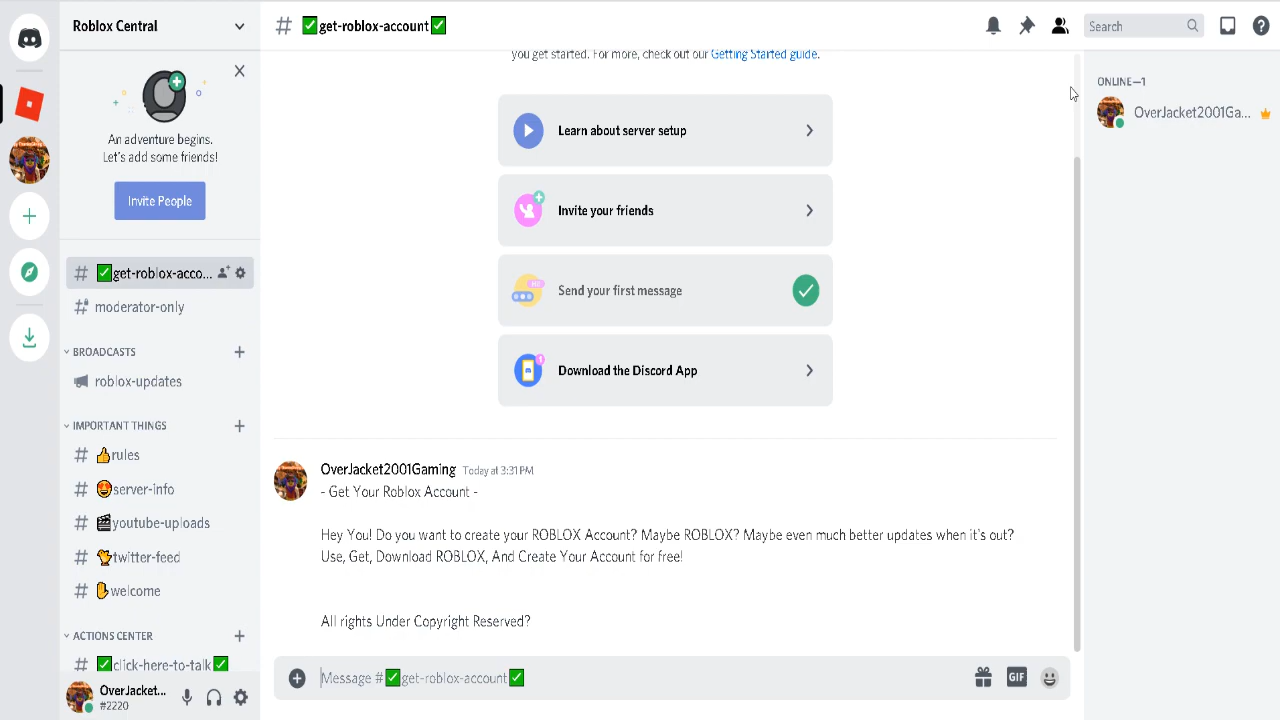 Roblox Central
An adventure begins.
Let's add some friends!
Invite People
✅get-roblox-acco...
moderator-only
BROADCASTS
roblox-updates
IMPORTANT THINGS
👍rules
😍server-info
🎬youtube-uploads
🐤twitter-feed
✋welcome
ACTIONS CENTER
✅click-here-to-talk✅
OverJacket...
#2220
✅get-roblox-account✅
Search
you get started. For more, check out our Getting Started guide.
Learn about server setup
Invite your friends
Send your first message
Download the Discord App
OverJacket2001Gaming Today at 3:31 PM
- Get Your Roblox Account -
Hey You! Do you want to create your ROBLOX Account? Maybe ROBLOX? Maybe even much better updates when it's out?
Use, Get, Download ROBLOX, And Create Your Account for free!
All rights Under Copyright Reserved?
Message #✅get-roblox-account✅
GIF
ONLINE—1
OverJacket2001Ga...